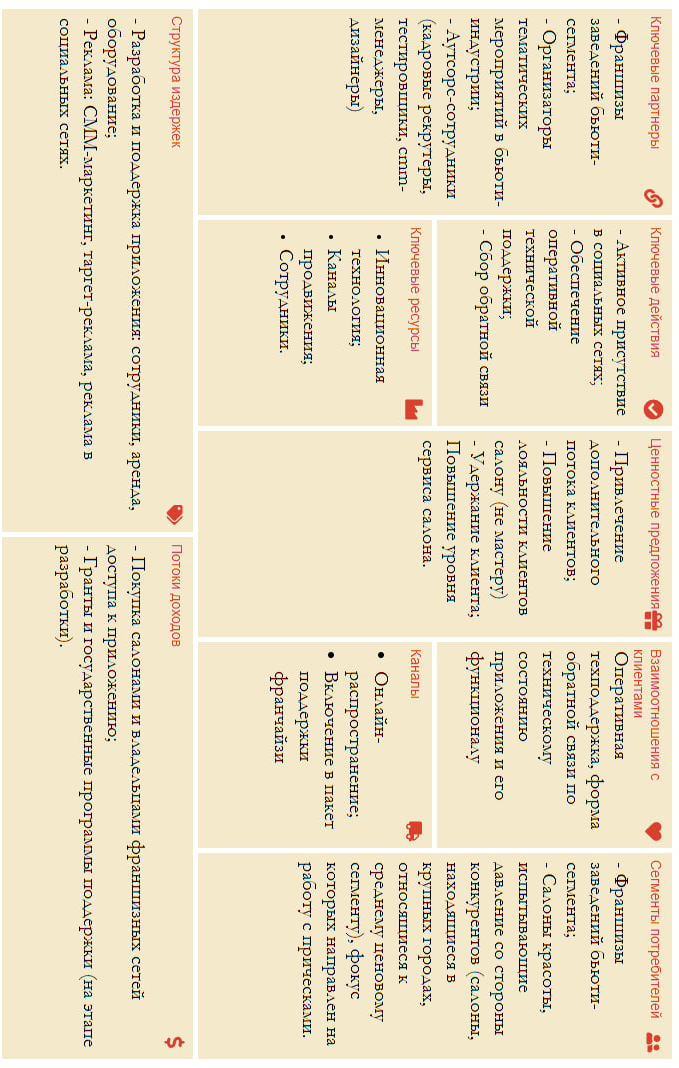 Ключевые партнеры
- Франшизы
заведений бьюти-
сегмента;
- Организаторы
тематических
мероприятий в бьюти-
индустрии;
- Аутсорс-сотрудники
(кадровые рекрутеры,
тестировщики, cmm-
менеджеры,
дизайнеры)
Ключевые действия
- Активное присутствие
в социальных сетях;
- Обеспечение
оперативной
технической
поддержки;
- Сбор обратной связи
Ключевые ресурсы
• Инновационная
технология;
• Каналы
продвижения;
• Сотрудники.
Ценностные предложения
- Привлечение
дополнительного
потока клиентов;
- Повышение
лояльности клиентов
салону (не мастеру)
- Удержание клиента;
Повышение уровня
сервиса салона.
Взаимоотношения с
клиентами
Оперативная
техподдержка, форма
обратной связи по
техническому
состоянию
приложения и его
функционалу
Каналы
• Онлайн-
распространение;
• Включение в пакет
поддержки
франчайзи
Сегменты потребителей
- Франшизы
заведений бьюти-
сегмента;
- Салоны красоты,
испытывающие
давление со стороны
конкурентов (салоны,
находящиеся в
крупных городах,
относящиеся к
среднему ценовому
сегменту), фокус
которых направлен на
работу с прическами.
Структура издержек
- Разработка и поддержка приложения: сотрудники, аренда,
оборудование;
- Реклама: СММ-маркетинг, таргет-реклама, реклама в
социальных сетях.
Потоки доходов
- Покупка салонами и владельцами франшизных сетей
доступа к приложению;
- Гранты и государственные программы поддержки (на этапе
разработки).